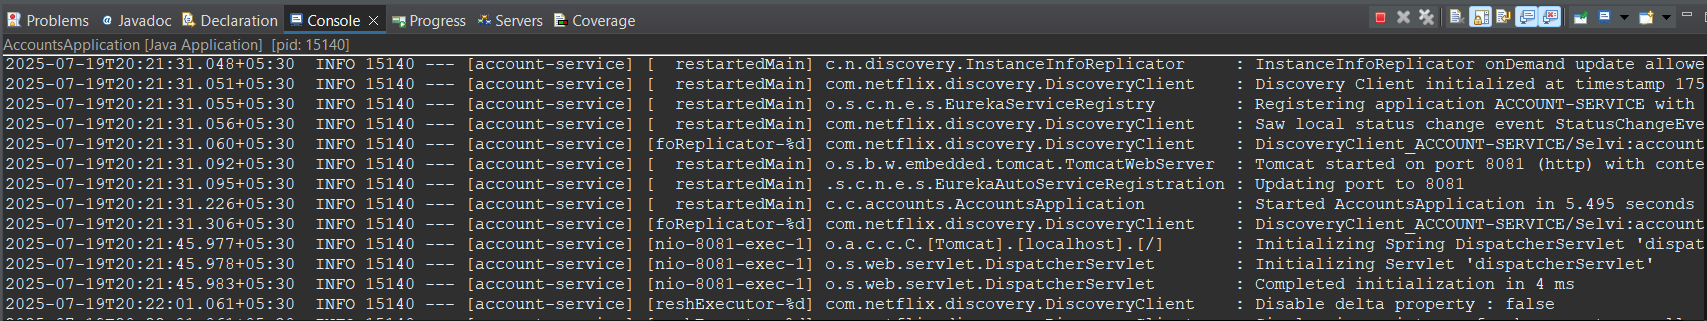 Problems @ Javadoc Declaration Console Progress Servers Coverage
AccountsApplication [Java Application] [pid: 15140]
2025-07-19T20:21:31.048+05:30  INFO 15140 --- [account-service] [  restartedMain] c.n.discovery.InstanceInfoReplicator     : InstanceInfoReplicator onDemand update allowe
2025-07-19T20:21:31.051+05:30  INFO 15140 --- [account-service] [  restartedMain] com.netflix.discovery.DiscoveryClient    : Discovery Client initialized at timestamp 175
2025-07-19T20:21:31.055+05:30  INFO 15140 --- [account-service] [  restartedMain] o.s.c.n.e.s.EurekaServiceRegistry        : Registering application ACCOUNT-SERVICE with
2025-07-19T20:21:31.056+05:30  INFO 15140 --- [account-service] [  restartedMain] com.netflix.discovery.DiscoveryClient    : Saw local status change event StatusChangeEve
2025-07-19T20:21:31.060+05:30  INFO 15140 --- [account-service] [foReplicator-%d] com.netflix.discovery.DiscoveryClient    : DiscoveryClient_ACCOUNT-SERVICE/Selvi:account
2025-07-19T20:21:31.092+05:30  INFO 15140 --- [account-service] [  restartedMain] o.s.b.w.embedded.tomcat.TomcatWebServer  : Tomcat started on port 8081 (http) with conte
2025-07-19T20:21:31.095+05:30  INFO 15140 --- [account-service] [  restartedMain] .s.c.n.e.s.EurekaAutoServiceRegistration : Updating port to 8081
2025-07-19T20:21:31.226+05:30  INFO 15140 --- [account-service] [  restartedMain] c.c.accounts.AccountsApplication         : Started AccountsApplication in 5.495 seconds
2025-07-19T20:21:31.306+05:30  INFO 15140 --- [account-service] [foReplicator-%d] com.netflix.discovery.DiscoveryClient    : DiscoveryClient_ACCOUNT-SERVICE/Selvi:account
2025-07-19T20:21:45.977+05:30  INFO 15140 --- [account-service] [nio-8081-exec-1] o.a.c.c.C.[Tomcat].[localhost].[/]       : Initializing Spring DispatcherServlet 'dispat
2025-07-19T20:21:45.978+05:30  INFO 15140 --- [account-service] [nio-8081-exec-1] o.s.web.servlet.DispatcherServlet        : Initializing Servlet 'dispatcherServlet'
2025-07-19T20:21:45.983+05:30  INFO 15140 --- [account-service] [nio-8081-exec-1] o.s.web.servlet.DispatcherServlet        : Completed initialization in 4 ms
2025-07-19T20:22:01.061+05:30  INFO 15140 --- [account-service] [reshExecutor-%d] com.netflix.discovery.DiscoveryClient    : Disable delta property : false